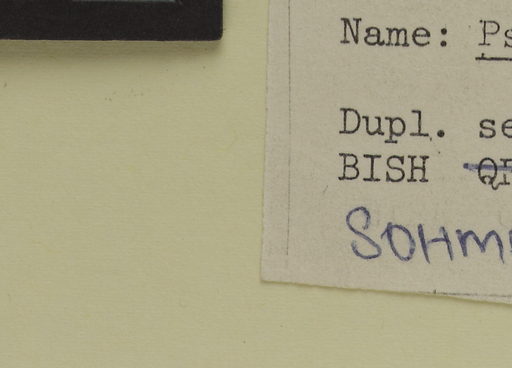 Name: Ps
Dupl. se
BISH
SOHM